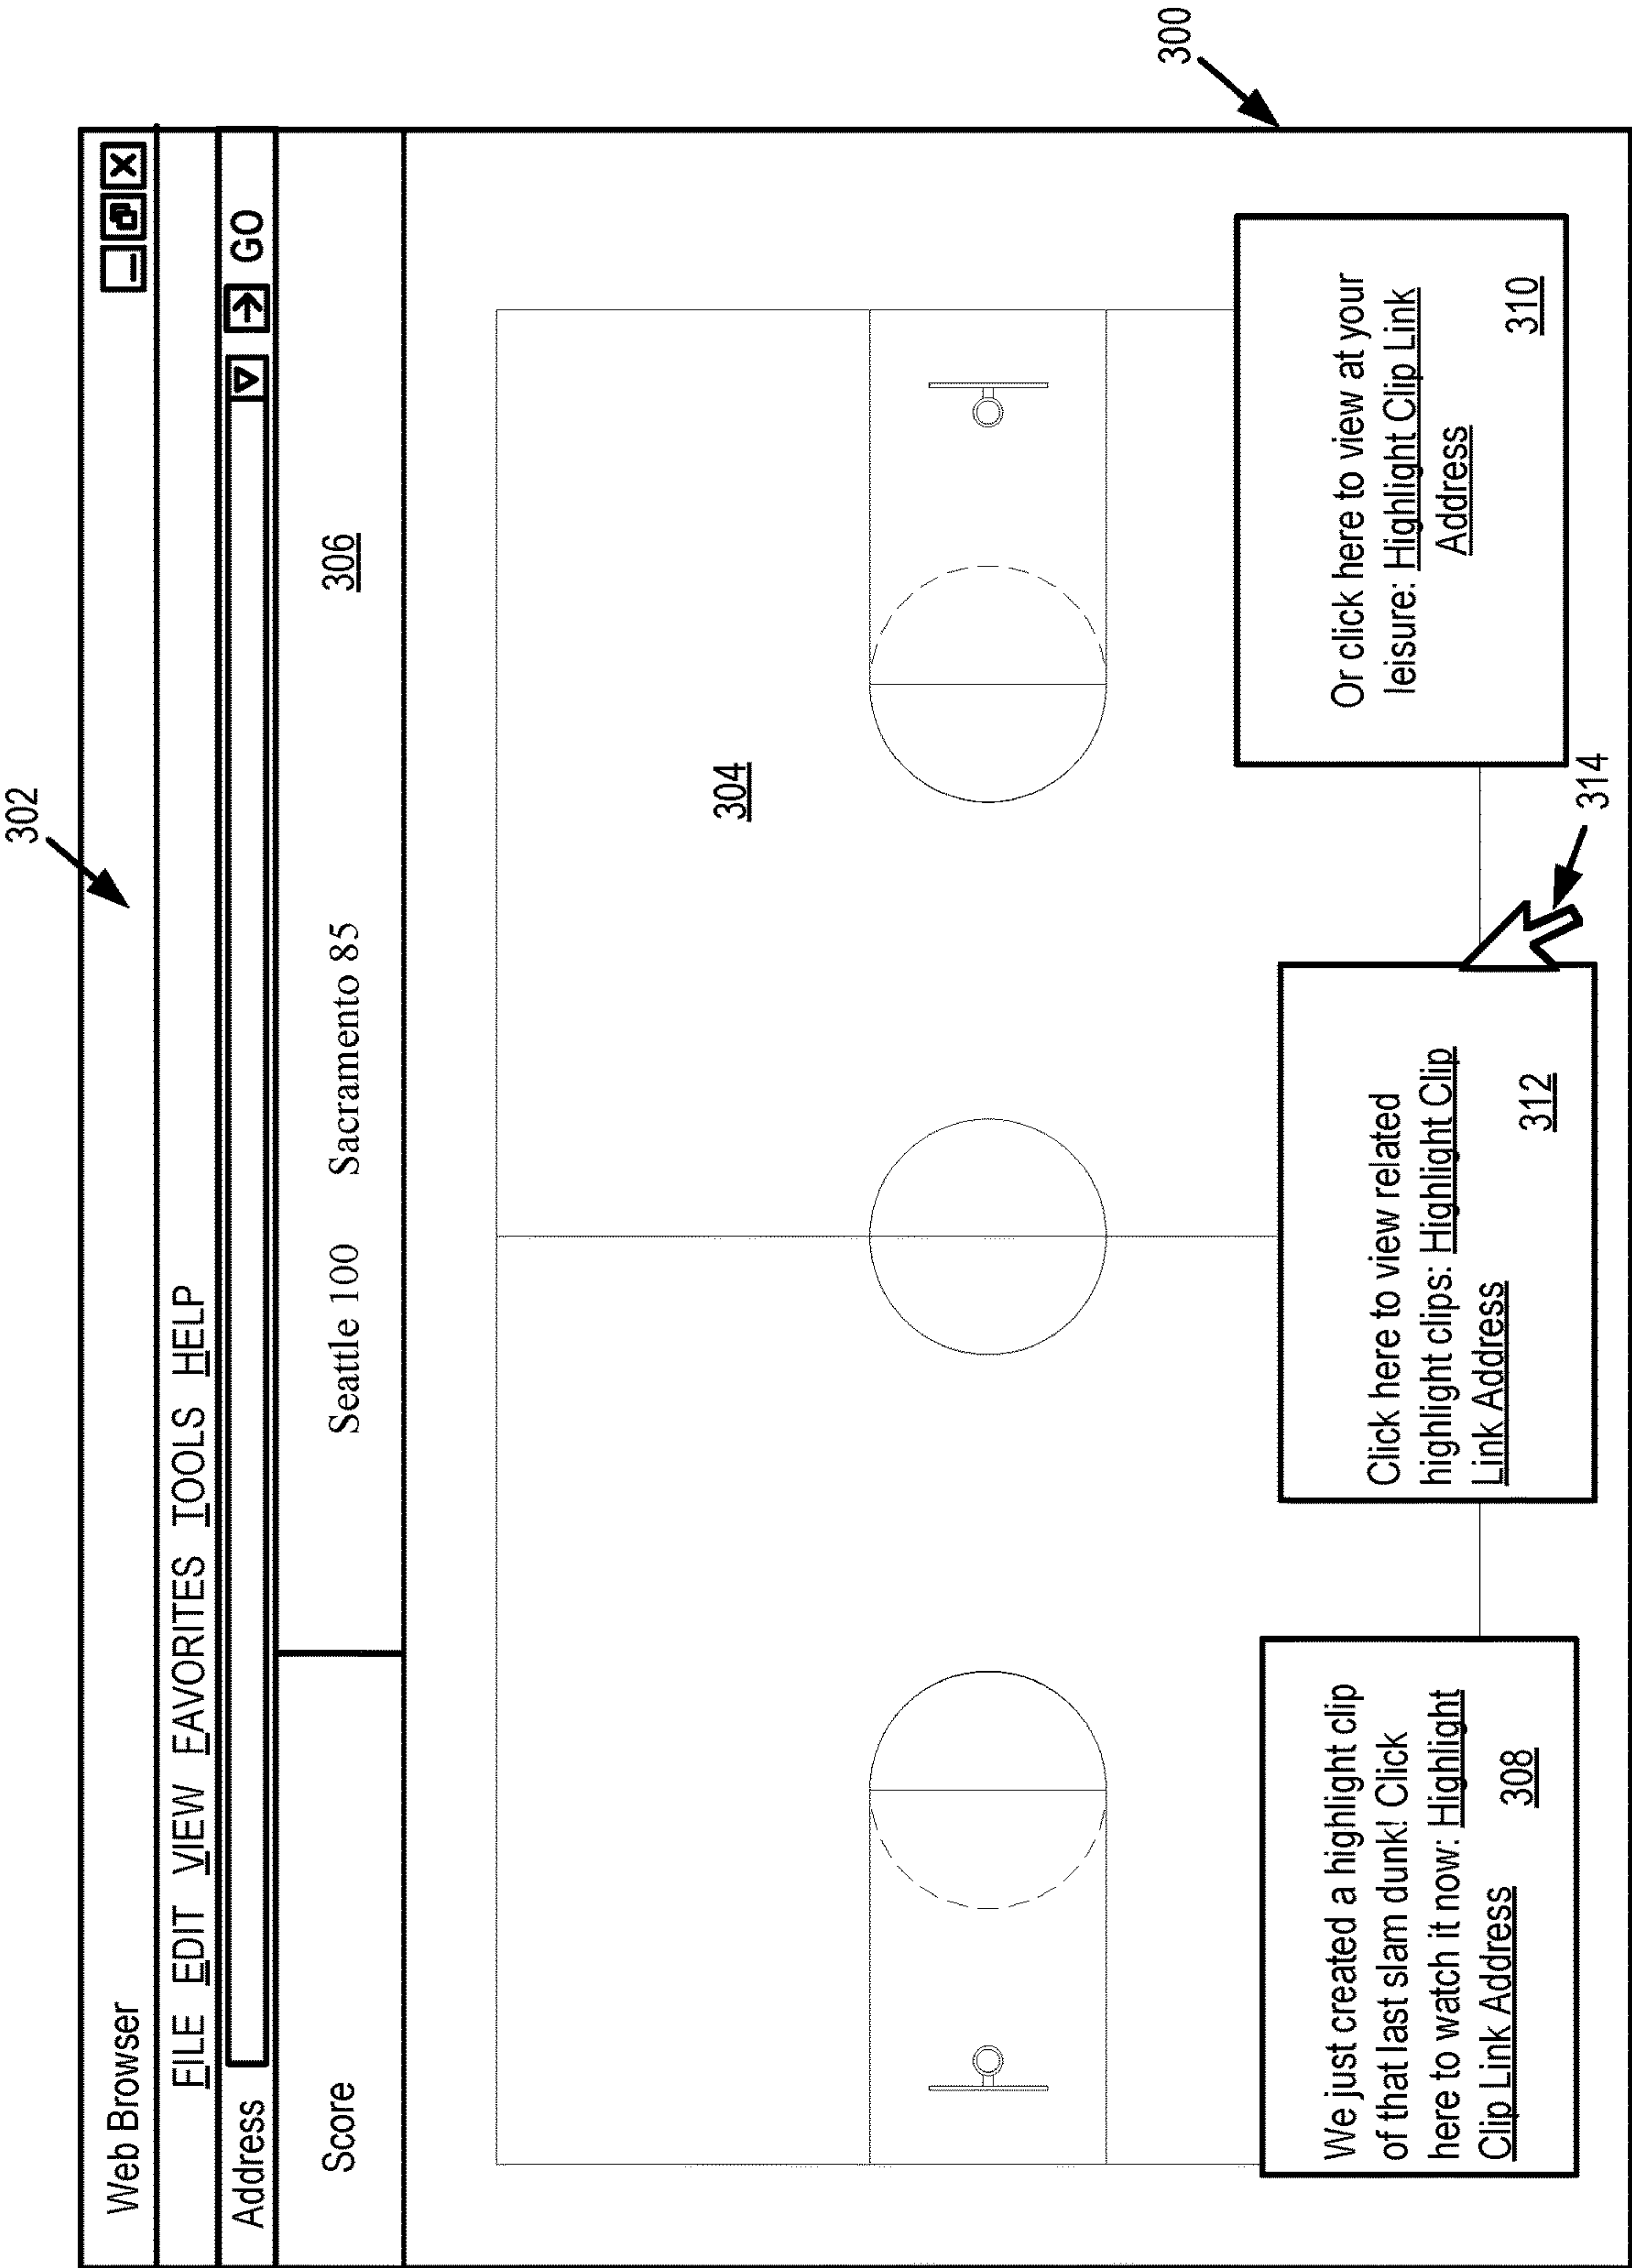 302
Web Browser
FILE EDIT VIEW FAVORITES TOOLS HELP
Address
GO
Score
Seattle 100 Sacramento 85
306
304
We just created a highlight clip
of that last slam dunk! Click
here to watch it now: Highlight
Clip Link Address
308
Click here to view related
highlight clips: Highlight Clip
Link Address
312
314
Or click here to view at your
leisure: Highlight Clip Link
Address
310
300